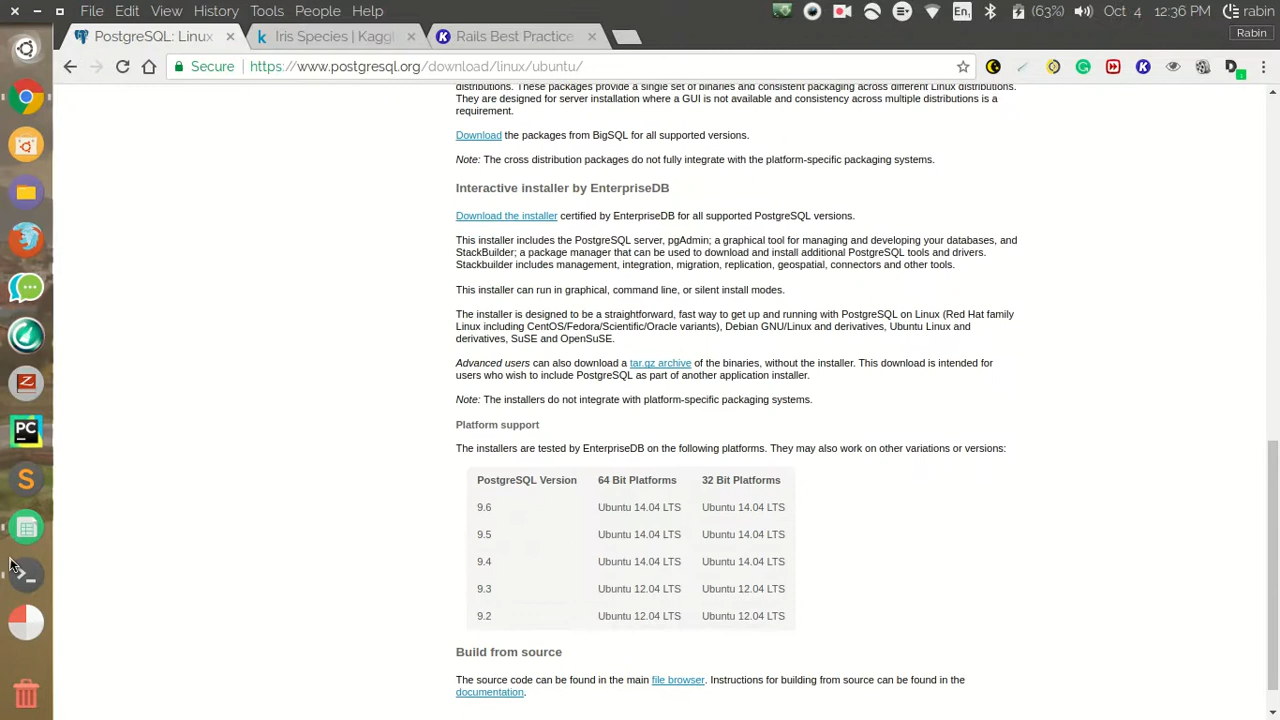 File Edit View History Tools People Help
En
(63%)
Oct 4 12:36 PM
rabin
PostgreSQL: Linux
Iris Species | Kaggl
Rails Best Practice
Rabin
Secure
https://www.postgresql.org/download/linux/ubuntu/
distributions. These packages provide a single set of binaries and consistent packaging across different Linux distributions.
They are designed for server installation where a GUI is not available and consistency across multiple distributions is a
requirement.
Download the packages from BigSQL for all supported versions.
Note: The cross distribution packages do not fully integrate with the platform-specific packaging systems.
Interactive installer by EnterpriseDB
Download the installer certified by EnterpriseDB for all supported PostgreSQL versions.
This installer includes the PostgreSQL server, pgAdmin; a graphical tool for managing and developing your databases, and
StackBuilder; a package manager that can be used to download and install additional PostgreSQL tools and drivers.
Stackbuilder includes management, integration, migration, replication, geospatial, connectors and other tools.
This installer can run in graphical, command line, or silent install modes.
The installer is designed to be a straightforward, fast way to get up and running with PostgreSQL on Linux (Red Hat family
Linux including CentOS/Fedora/Scientific/Oracle variants), Debian GNU/Linux and derivatives, Ubuntu Linux and
derivatives, SuSE and OpenSuSE.
Advanced users can also download a tar.gz archive of the binaries, without the installer. This download is intended for
users who wish to include PostgreSQL as part of another application installer.
Note: The installers do not integrate with platform-specific packaging systems.
Platform support
The installers are tested by EnterpriseDB on the following platforms. They may also work on other variations or versions:
PostgreSQL Version 64 Bit Platforms 32 Bit Platforms
9.6 Ubuntu 14.04 LTS Ubuntu 14.04 LTS
9.5 Ubuntu 14.04 LTS Ubuntu 14.04 LTS
9.4 Ubuntu 14.04 LTS Ubuntu 14.04 LTS
9.3 Ubuntu 12.04 LTS Ubuntu 12.04 LTS
9.2 Ubuntu 12.04 LTS Ubuntu 12.04 LTS
Build from source
The source code can be found in the main file browser. Instructions for building from source can be found in the
documentation.
PC
S